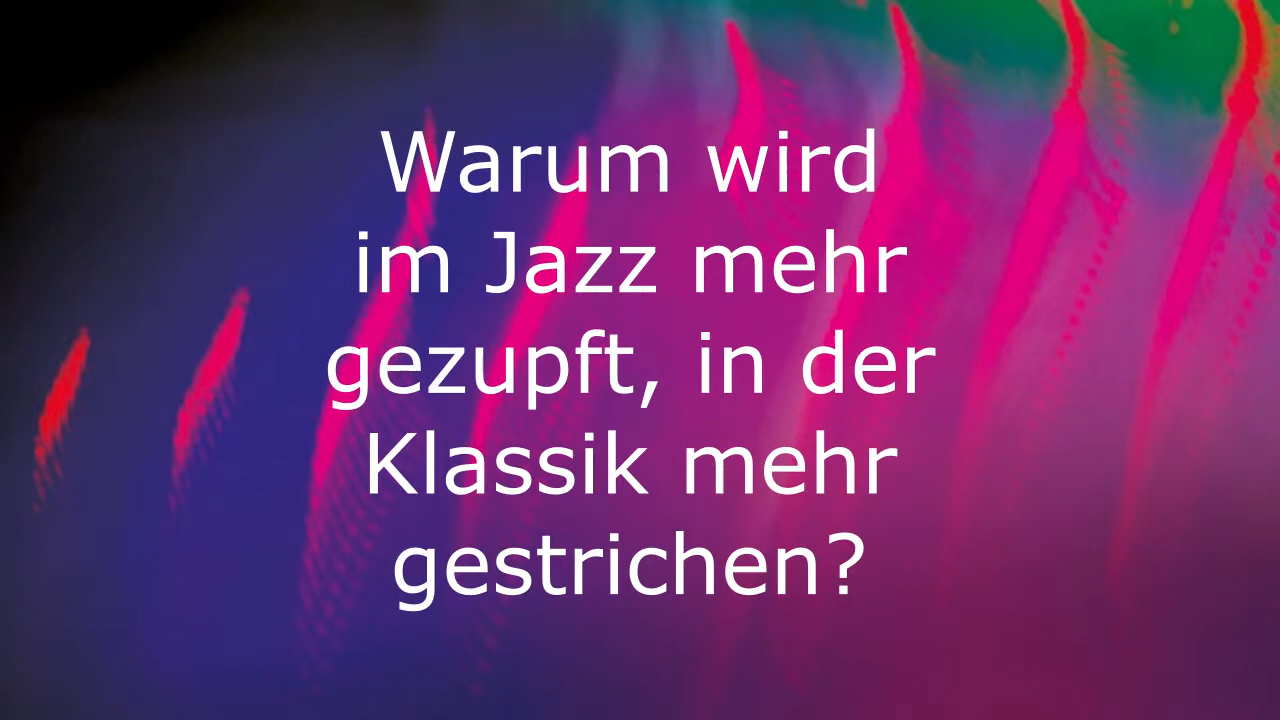 Warum wird
im Jazz mehr
gezupft, in der
Klassik mehr
gestrichen?